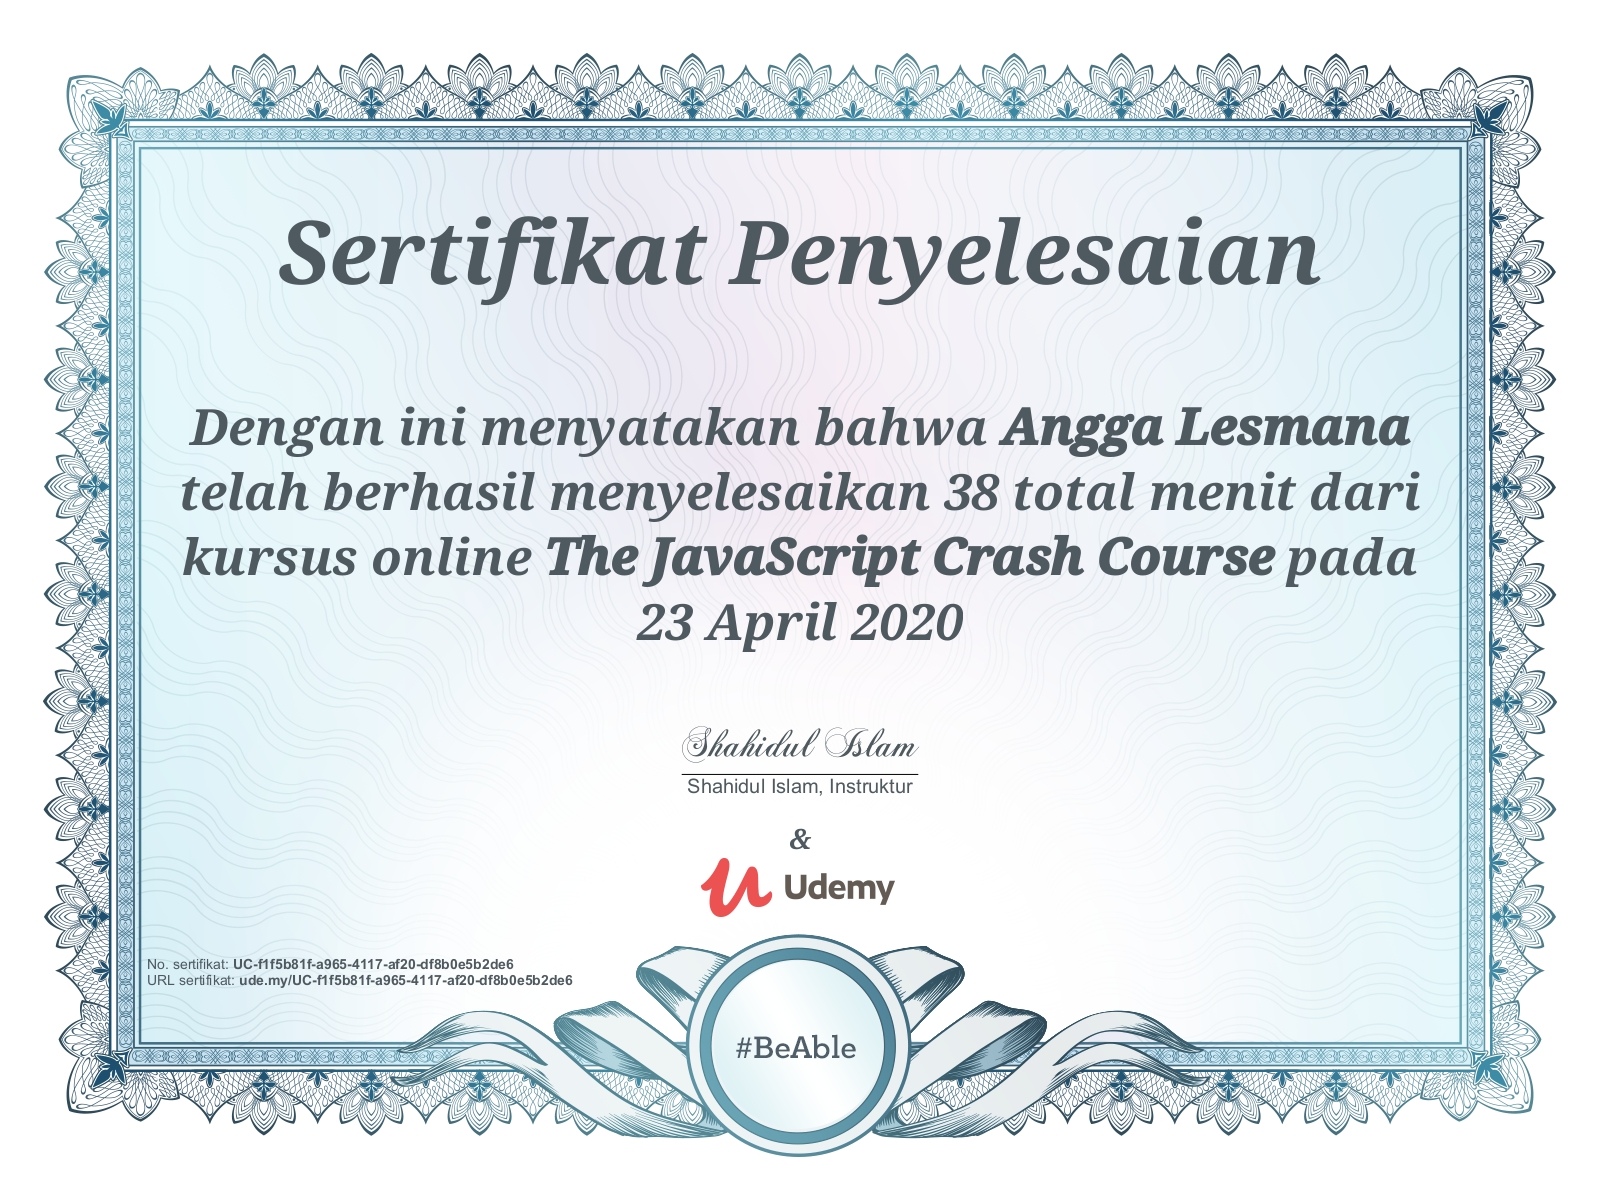 Sertifikat Penyelesaian
Dengan ini menyatakan bahwa Angga Lesmana
telah berhasil menyelesaikan 38 total menit dari
kursus online The JavaScript Crash Course pada
23 April 2020
Shahidul Islam
Shahidul Islam, Instruktur
&
Udemy
No. sertifikat: UC-f1f5b81f-a965-4117-af20-df8b0e5b2de6
URL sertifikat: ude.my/UC-f1f5b81f-a965-4117-af20-df8b0e5b2de6
#BeAble